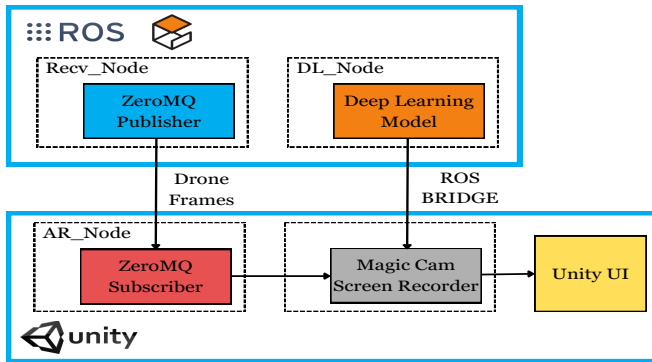 ROS
Recv_Node
DL_Node
ZeroMQ
Publisher
Deep Learning
Model
Drone
Frames
ROS
BRIDGE
AR_Node
ZeroMQ
Subscriber
Magic Cam
Screen Recorder
Unity UI
unity